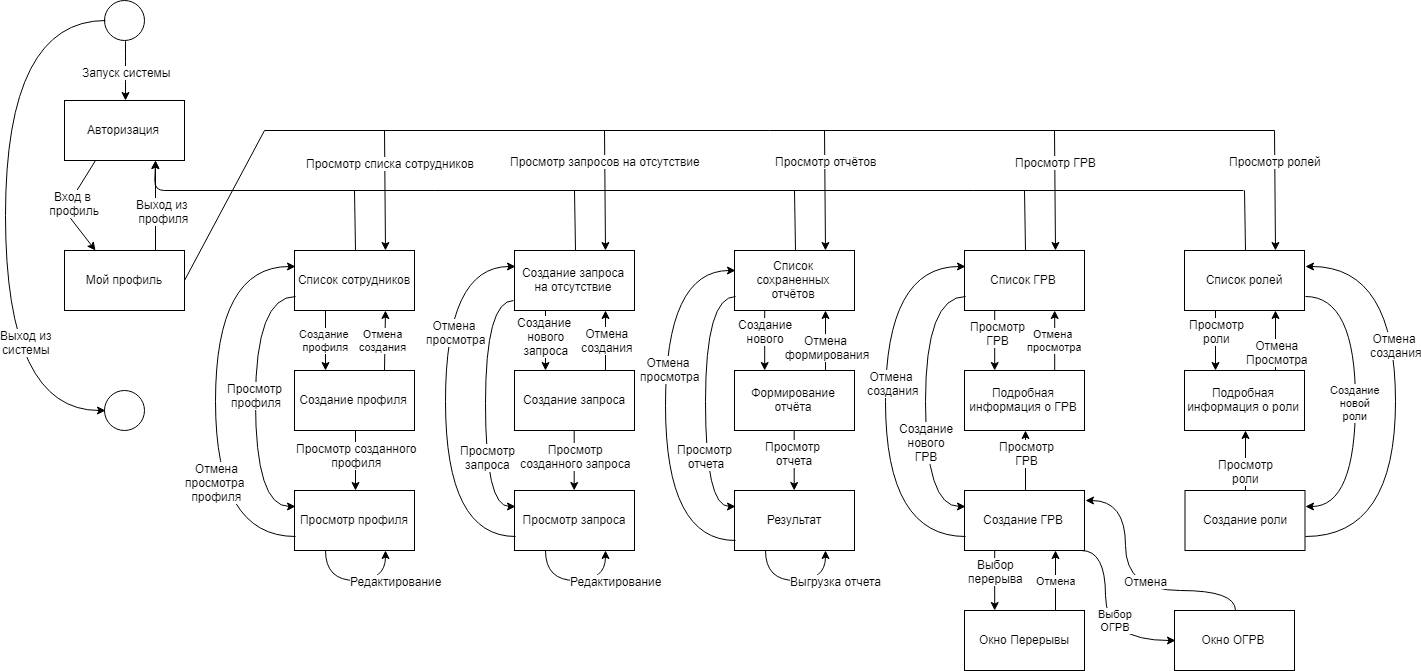 Запуск системы
Авторизация
Просмотр списка сотрудников
Просмотр запросов на отсутствие
Просмотр отчётов
Просмотр ГРВ
Просмотр ролей
Вход в
профиль
Выход из
профиля
Мой профиль
Список сотрудников
Создание запроса
на отсутствие
Список
сохраненных
отчётов
Список ГРВ
Список ролей
Выход из
системы
Создание
профиля
Отмена
создания
Отмена
просмотра
Создание
нового
запроса
Отмена
создания
Создание
нового
Отмена
формирования
Просмотр
ГРВ
Отмена
просмотра
Просмотр
роли
Отмена
Просмотра
Отмена
создания
Просмотр
профиля
Создание профиля
Создание запроса
Отмена
просмотра
Формирование
отчёта
Отмена
создания
Подробная
информация о ГРВ
Подробная
информация о роли
Создание
новой
роли
Отмена
просмотра
профиля
Просмотр созданного
профиля
Просмотр
запроса
Просмотр
созданного запроса
Просмотр
отчета
Просмотр
отчета
Создание
нового
ГРВ
Просмотр
ГРВ
Просмотр
роли
Просмотр профиля
Просмотр запроса
Результат
Создание ГРВ
Создание роли
Редактирование
Редактирование
Выгрузка отчета
Выбор
перерыва
Отмена
Отмена
Выбор
ОГРВ
Окно Перерывы
Окно ОГРВ